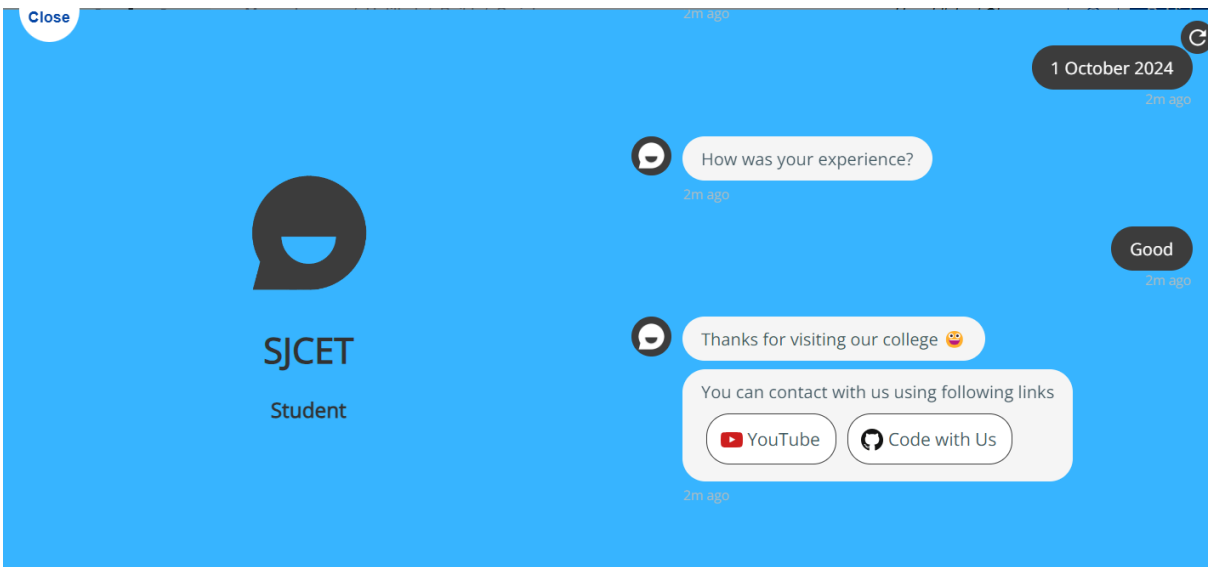 Close
2m ago
1 October 2024
2m ago
How was your experience?
2m ago
Good
2m ago
SJCET
Student
Thanks for visiting our college 😀
You can contact with us using following links
YouTube
Code with Us
2m ago